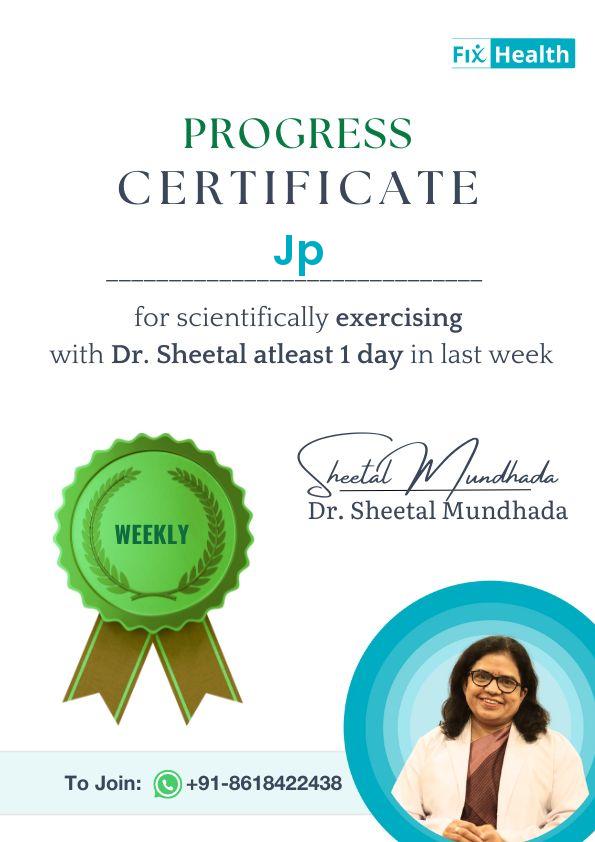 Fix Health
PROGRESS
CERTIFICATE
Jp
for scientifically exercising
with Dr. Sheetal atleast 1 day in last week
WEEKLY
Sheetal Mundhada
Dr. Sheetal Mundhada
To Join: +91-8618422438